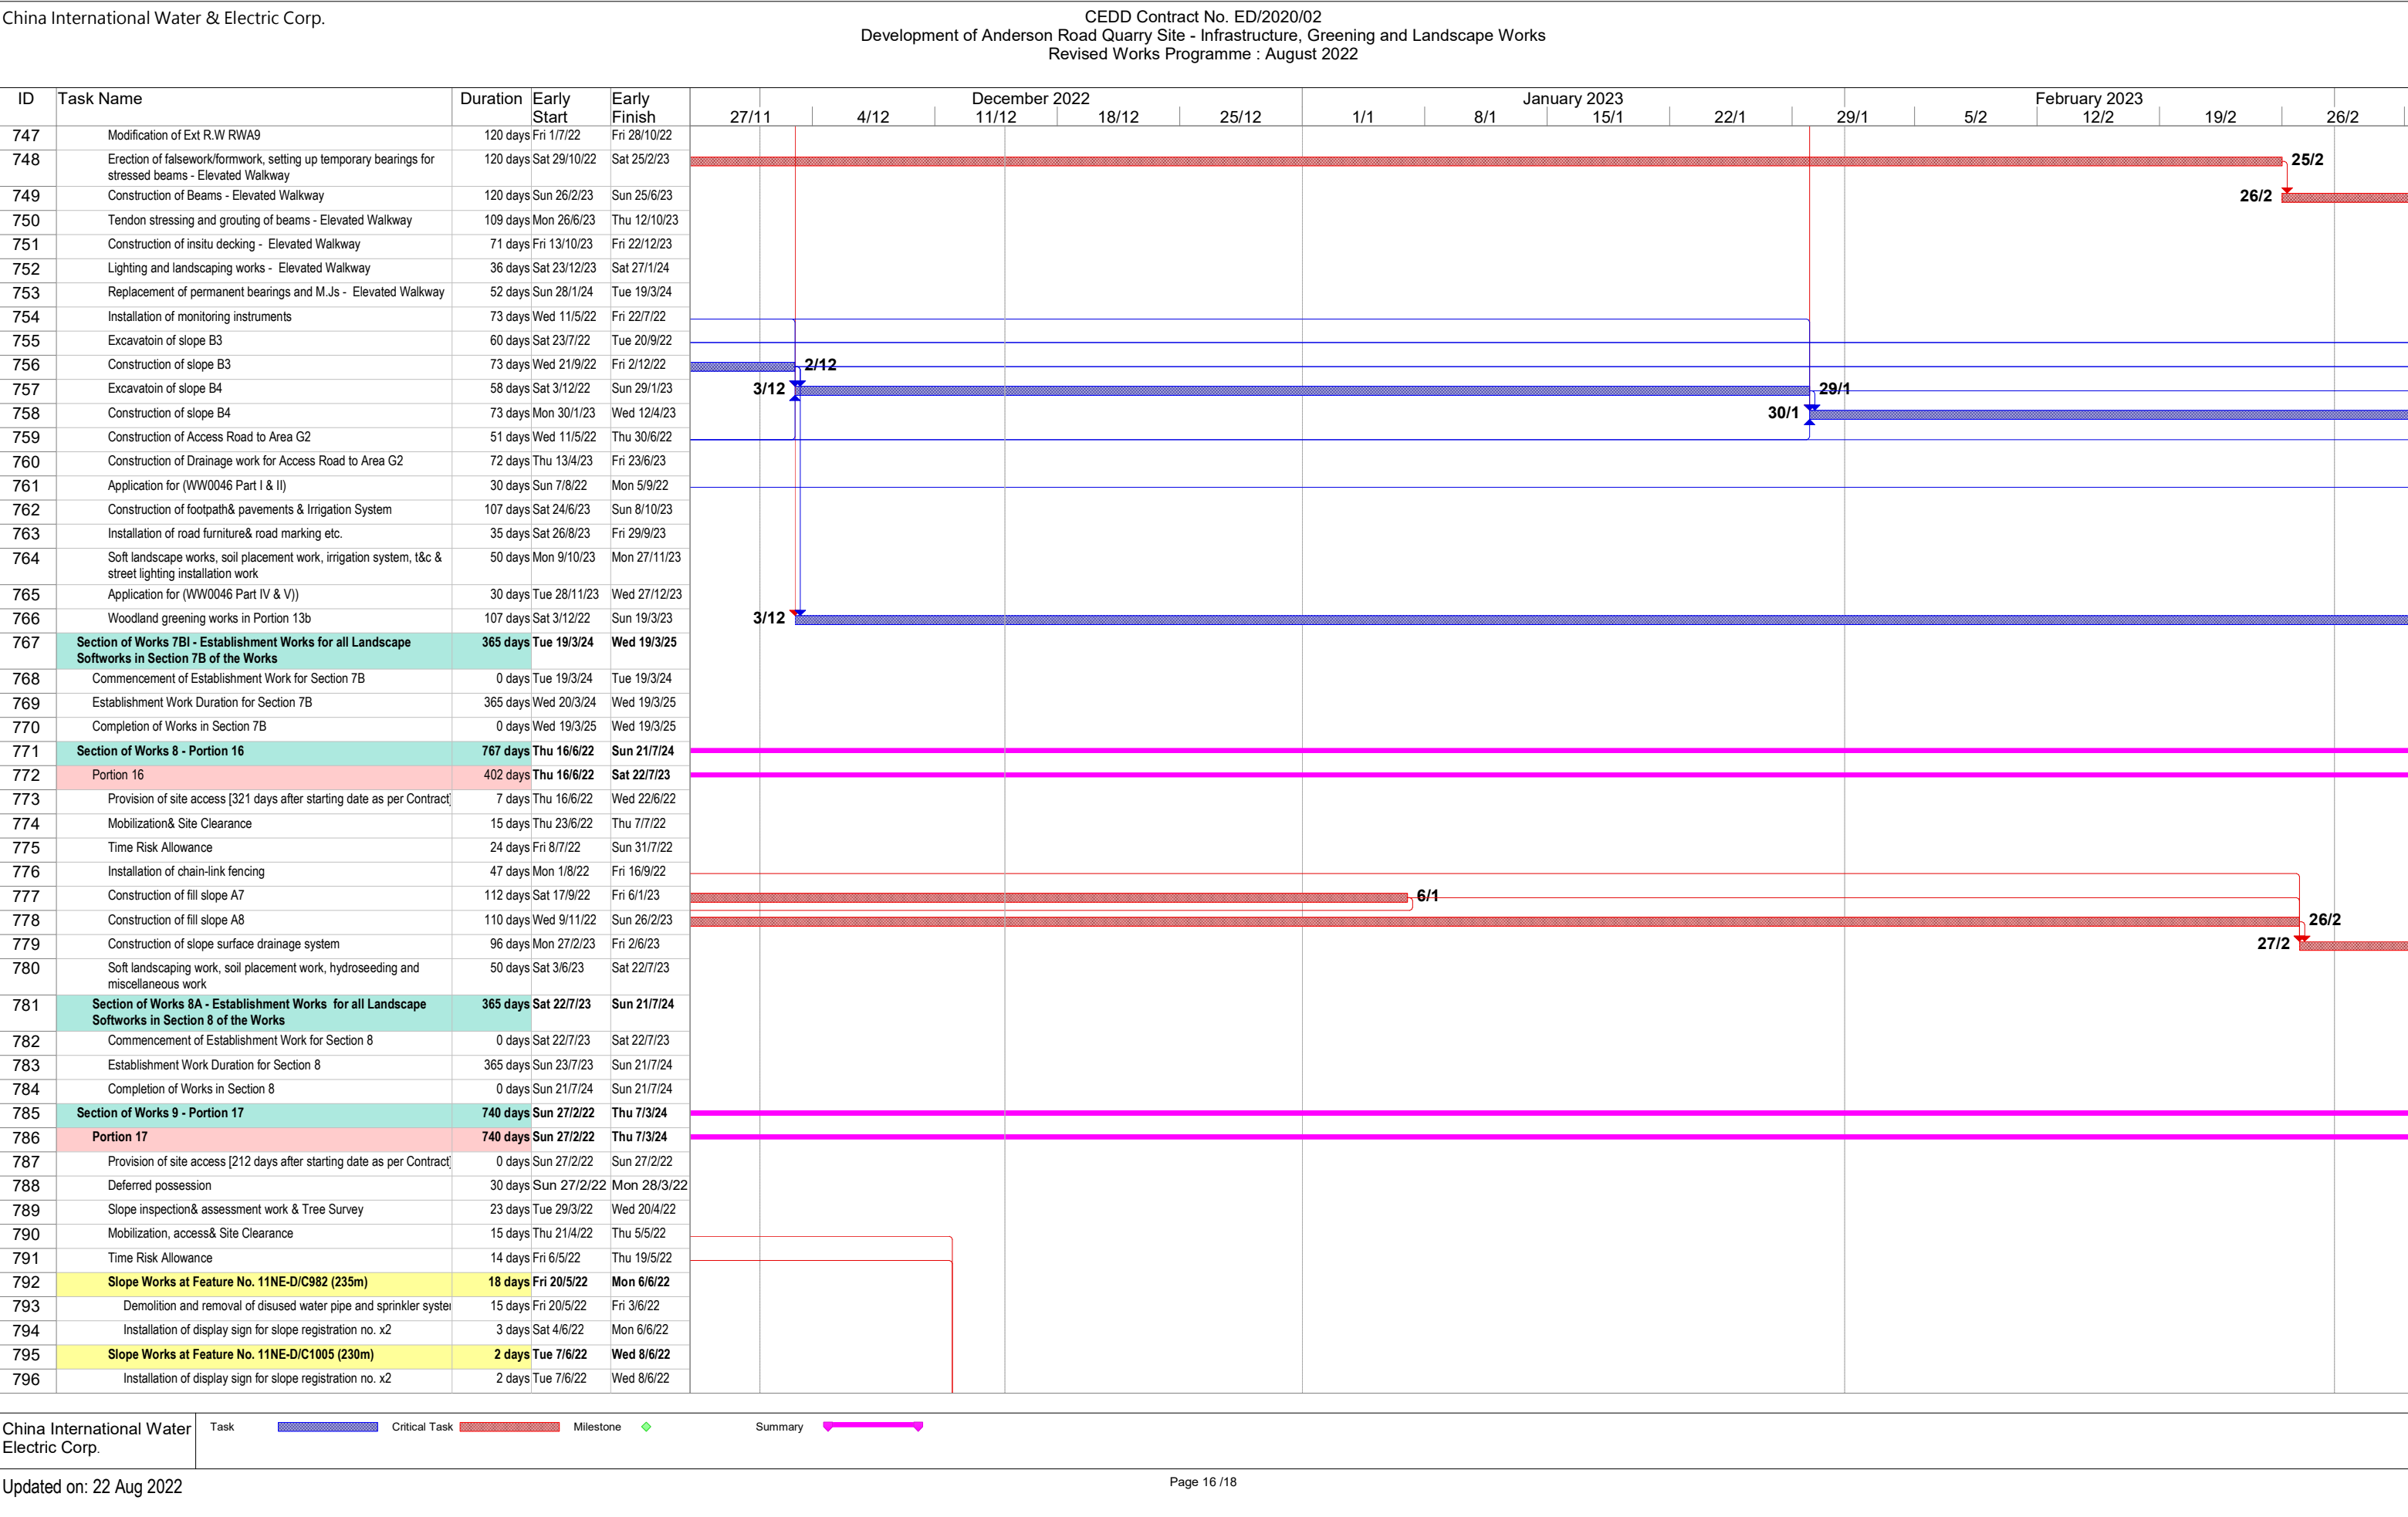 China International Water & Electric Corp.
CEDD Contract No. ED/2020/02
Development of Anderson Road Quarry Site - Infrastructure, Greening and Landscape Works
Revised Works Programme : August 2022
ID Task Name Duration Early Start Early Finish
December 2022 January 2023 February 2023
27/11 4/12 11/12 18/12 25/12 1/1 8/1 15/1 22/1 29/1 5/2 12/2 19/2 26/2
747 Modification of Ext R.W RWA9 120 days Fri 1/7/22 Fri 28/10/22
748 Erection of falsework/formwork, setting up temporary bearings for 120 days Sat 29/10/22 Sat 25/2/23 25/2
stressed beams - Elevated Walkway
749 Construction of Beams - Elevated Walkway 120 days Sun 26/2/23 Sun 25/6/23 26/2
750 Tendon stressing and grouting of beams - Elevated Walkway 109 days Mon 26/6/23 Thu 12/10/23
751 Construction of insitu decking - Elevated Walkway 71 days Fri 13/10/23 Fri 22/12/23
752 Lighting and landscaping works - Elevated Walkway 36 days Sat 23/12/23 Sat 27/1/24
753 Replacement of permanent bearings and M.Js - Elevated Walkway 52 days Sun 28/1/24 Tue 19/3/24
754 Installation of monitoring instruments 73 days Wed 11/5/22 Fri 22/7/22
755 Excavatoin of slope B3 60 days Sat 23/7/22 Tue 20/9/22
756 Construction of slope B3 73 days Wed 21/9/22 Fri 2/12/22 2/12
757 Excavatoin of slope B4 58 days Sat 3/12/22 Sun 29/1/23 3/12 29/1
758 Construction of slope B4 73 days Mon 30/1/23 Wed 12/4/23 30/1
759 Construction of Access Road to Area G2 51 days Wed 11/5/22 Thu 30/6/22
760 Construction of Drainage work for Access Road to Area G2 72 days Thu 13/4/23 Fri 23/6/23
761 Application for (WW0046 Part I & II) 30 days Sun 7/8/22 Mon 5/9/22
762 Construction of footpath& pavements & Irrigation System 107 days Sat 24/6/23 Sun 8/10/23
763 Installation of road furniture& road marking etc. 35 days Sat 26/8/23 Fri 29/9/23
764 Soft landscape works, soil placement work, irrigation system, t&c & 50 days Mon 9/10/23 Mon 27/11/23
street lighting installation work
765 Application for (WW0046 Part IV & V)) 30 days Tue 28/11/23 Wed 27/12/23
766 Woodland greening works in Portion 13b 107 days Sat 3/12/22 Sun 19/3/23 3/12
767 Section of Works 7BI - Establishment Works for all Landscape 365 days Tue 19/3/24 Wed 19/3/25
Softworks in Section 7B of the Works
768 Commencement of Establishment Work for Section 7B 0 days Tue 19/3/24 Tue 19/3/24
769 Establishment Work Duration for Section 7B 365 days Wed 20/3/24 Wed 19/3/25
770 Completion of Works in Section 7B 0 days Wed 19/3/25 Wed 19/3/25
771 Section of Works 8 - Portion 16 767 days Thu 16/6/22 Sun 21/7/24
772 Portion 16 402 days Thu 16/6/22 Sat 22/7/23
773 Provision of site access [321 days after starting date as per Contract] 7 days Thu 16/6/22 Wed 22/6/22
774 Mobilization& Site Clearance 15 days Thu 23/6/22 Thu 7/7/22
775 Time Risk Allowance 24 days Fri 8/7/22 Sun 31/7/22
776 Installation of chain-link fencing 47 days Mon 1/8/22 Fri 16/9/22
777 Construction of fill slope A7 112 days Sat 17/9/22 Fri 6/1/23 6/1
778 Construction of fill slope A8 110 days Wed 9/11/22 Sun 26/2/23 26/2
779 Construction of slope surface drainage system 96 days Mon 27/2/23 Fri 2/6/23 27/2
780 Soft landscaping work, soil placement work, hydroseeding and 50 days Sat 3/6/23 Sat 22/7/23
miscellaneous work
781 Section of Works 8A - Establishment Works for all Landscape 365 days Sat 22/7/23 Sun 21/7/24
Softworks in Section 8 of the Works
782 Commencement of Establishment Work for Section 8 0 days Sat 22/7/23 Sat 22/7/23
783 Establishment Work Duration for Section 8 365 days Sun 23/7/23 Sun 21/7/24
784 Completion of Works in Section 8 0 days Sun 21/7/24 Sun 21/7/24
785 Section of Works 9 - Portion 17 740 days Sun 27/2/22 Thu 7/3/24
786 Portion 17 740 days Sun 27/2/22 Thu 7/3/24
787 Provision of site access [212 days after starting date as per Contract] 0 days Sun 27/2/22 Sun 27/2/22
788 Deferred possession 30 days Sun 27/2/22 Mon 28/3/22
789 Slope inspection& assessment work & Tree Survey 23 days Tue 29/3/22 Wed 20/4/22
790 Mobilization, access& Site Clearance 15 days Thu 21/4/22 Thu 5/5/22
791 Time Risk Allowance 14 days Fri 6/5/22 Thu 19/5/22
792 Slope Works at Feature No. 11NE-D/C982 (235m) 18 days Fri 20/5/22 Mon 6/6/22
793 Demolition and removal of disused water pipe and sprinkler syste 15 days Fri 20/5/22 Fri 3/6/22
794 Installation of display sign for slope registration no. x2 3 days Sat 4/6/22 Mon 6/6/22
795 Slope Works at Feature No. 11NE-D/C1005 (230m) 2 days Tue 7/6/22 Wed 8/6/22
796 Installation of display sign for slope registration no. x2 2 days Tue 7/6/22 Wed 8/6/22
China International Water
Electric Corp.
Task Critical Task Milestone Summary
Updated on: 22 Aug 2022
Page 16 /18